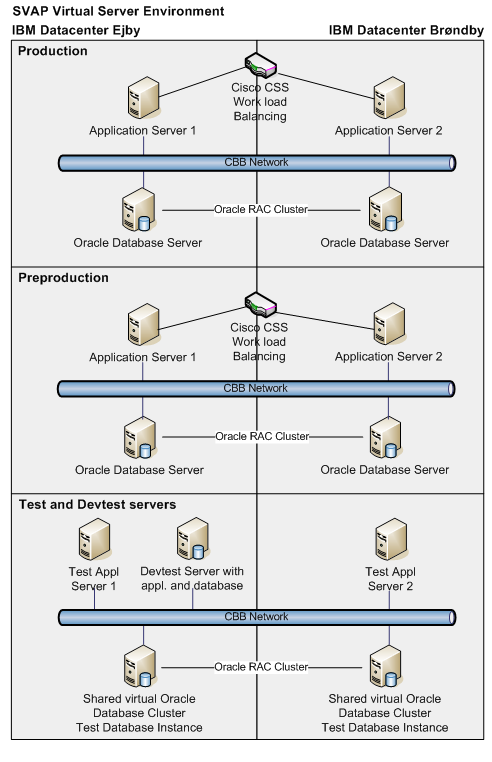 SVAP Virtual Server Environment
IBM Datacenter Ejby
IBM Datacenter Brøndby
Production
Cisco CSS
Work load
Balancing
Application Server 1
Application Server 2
CBB Network
Oracle RAC Cluster
Oracle Database Server
Oracle Database Server
Preproduction
Cisco CSS
Work load
Balancing
Application Server 1
Application Server 2
CBB Network
Oracle RAC Cluster
Oracle Database Server
Oracle Database Server
Test and Devtest servers
Test Appl
Server 1
Devtest Server with
appl. and database
Test Appl
Server 2
CBB Network
Oracle RAC Cluster
Shared virtual Oracle
Database Cluster
Test Database Instance
Shared virtual Oracle
Database Cluster
Test Database Instance